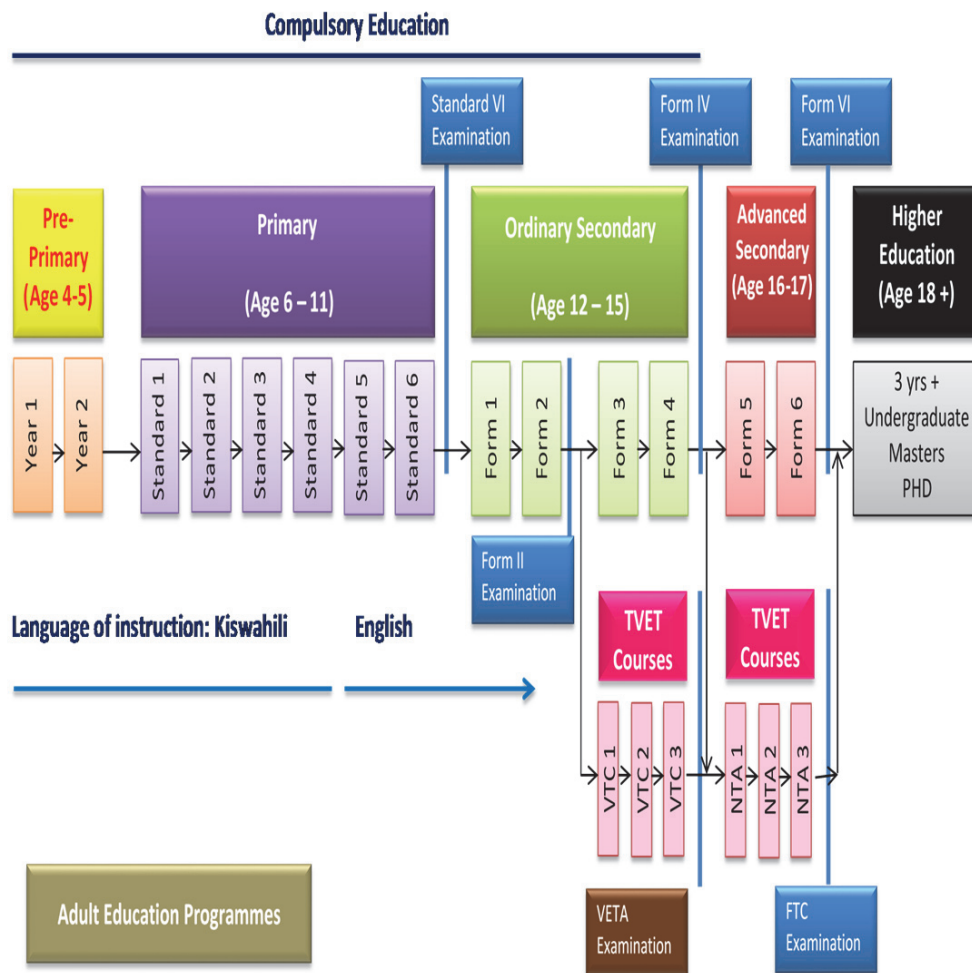 Compulsory Education
Standard VI
Examination
Form IV
Examination
Form VI
Examination
Pre-
Primary
(Age 4-5)
Primary
(Age 6 – 11)
Ordinary Secondary
(Age 12 – 15)
Advanced
Secondary
(Age 16-17)
Higher
Education
(Age 18 +)
Year 1
Year 2
Standard 1
Standard 2
Standard 3
Standard 4
Standard 5
Standard 6
Form 1
Form 2
Form 3
Form 4
Form 5
Form 6
3 yrs +
Undergraduate
Masters
PHD
Form II
Examination
Language of instruction: Kiswahili
English
TVET
Courses
TVET
Courses
VTC 1
VTC 2
VTC 3
NTA 1
NTA 2
NTA 3
Adult Education Programmes
VETA
Examination
FTC
Examination